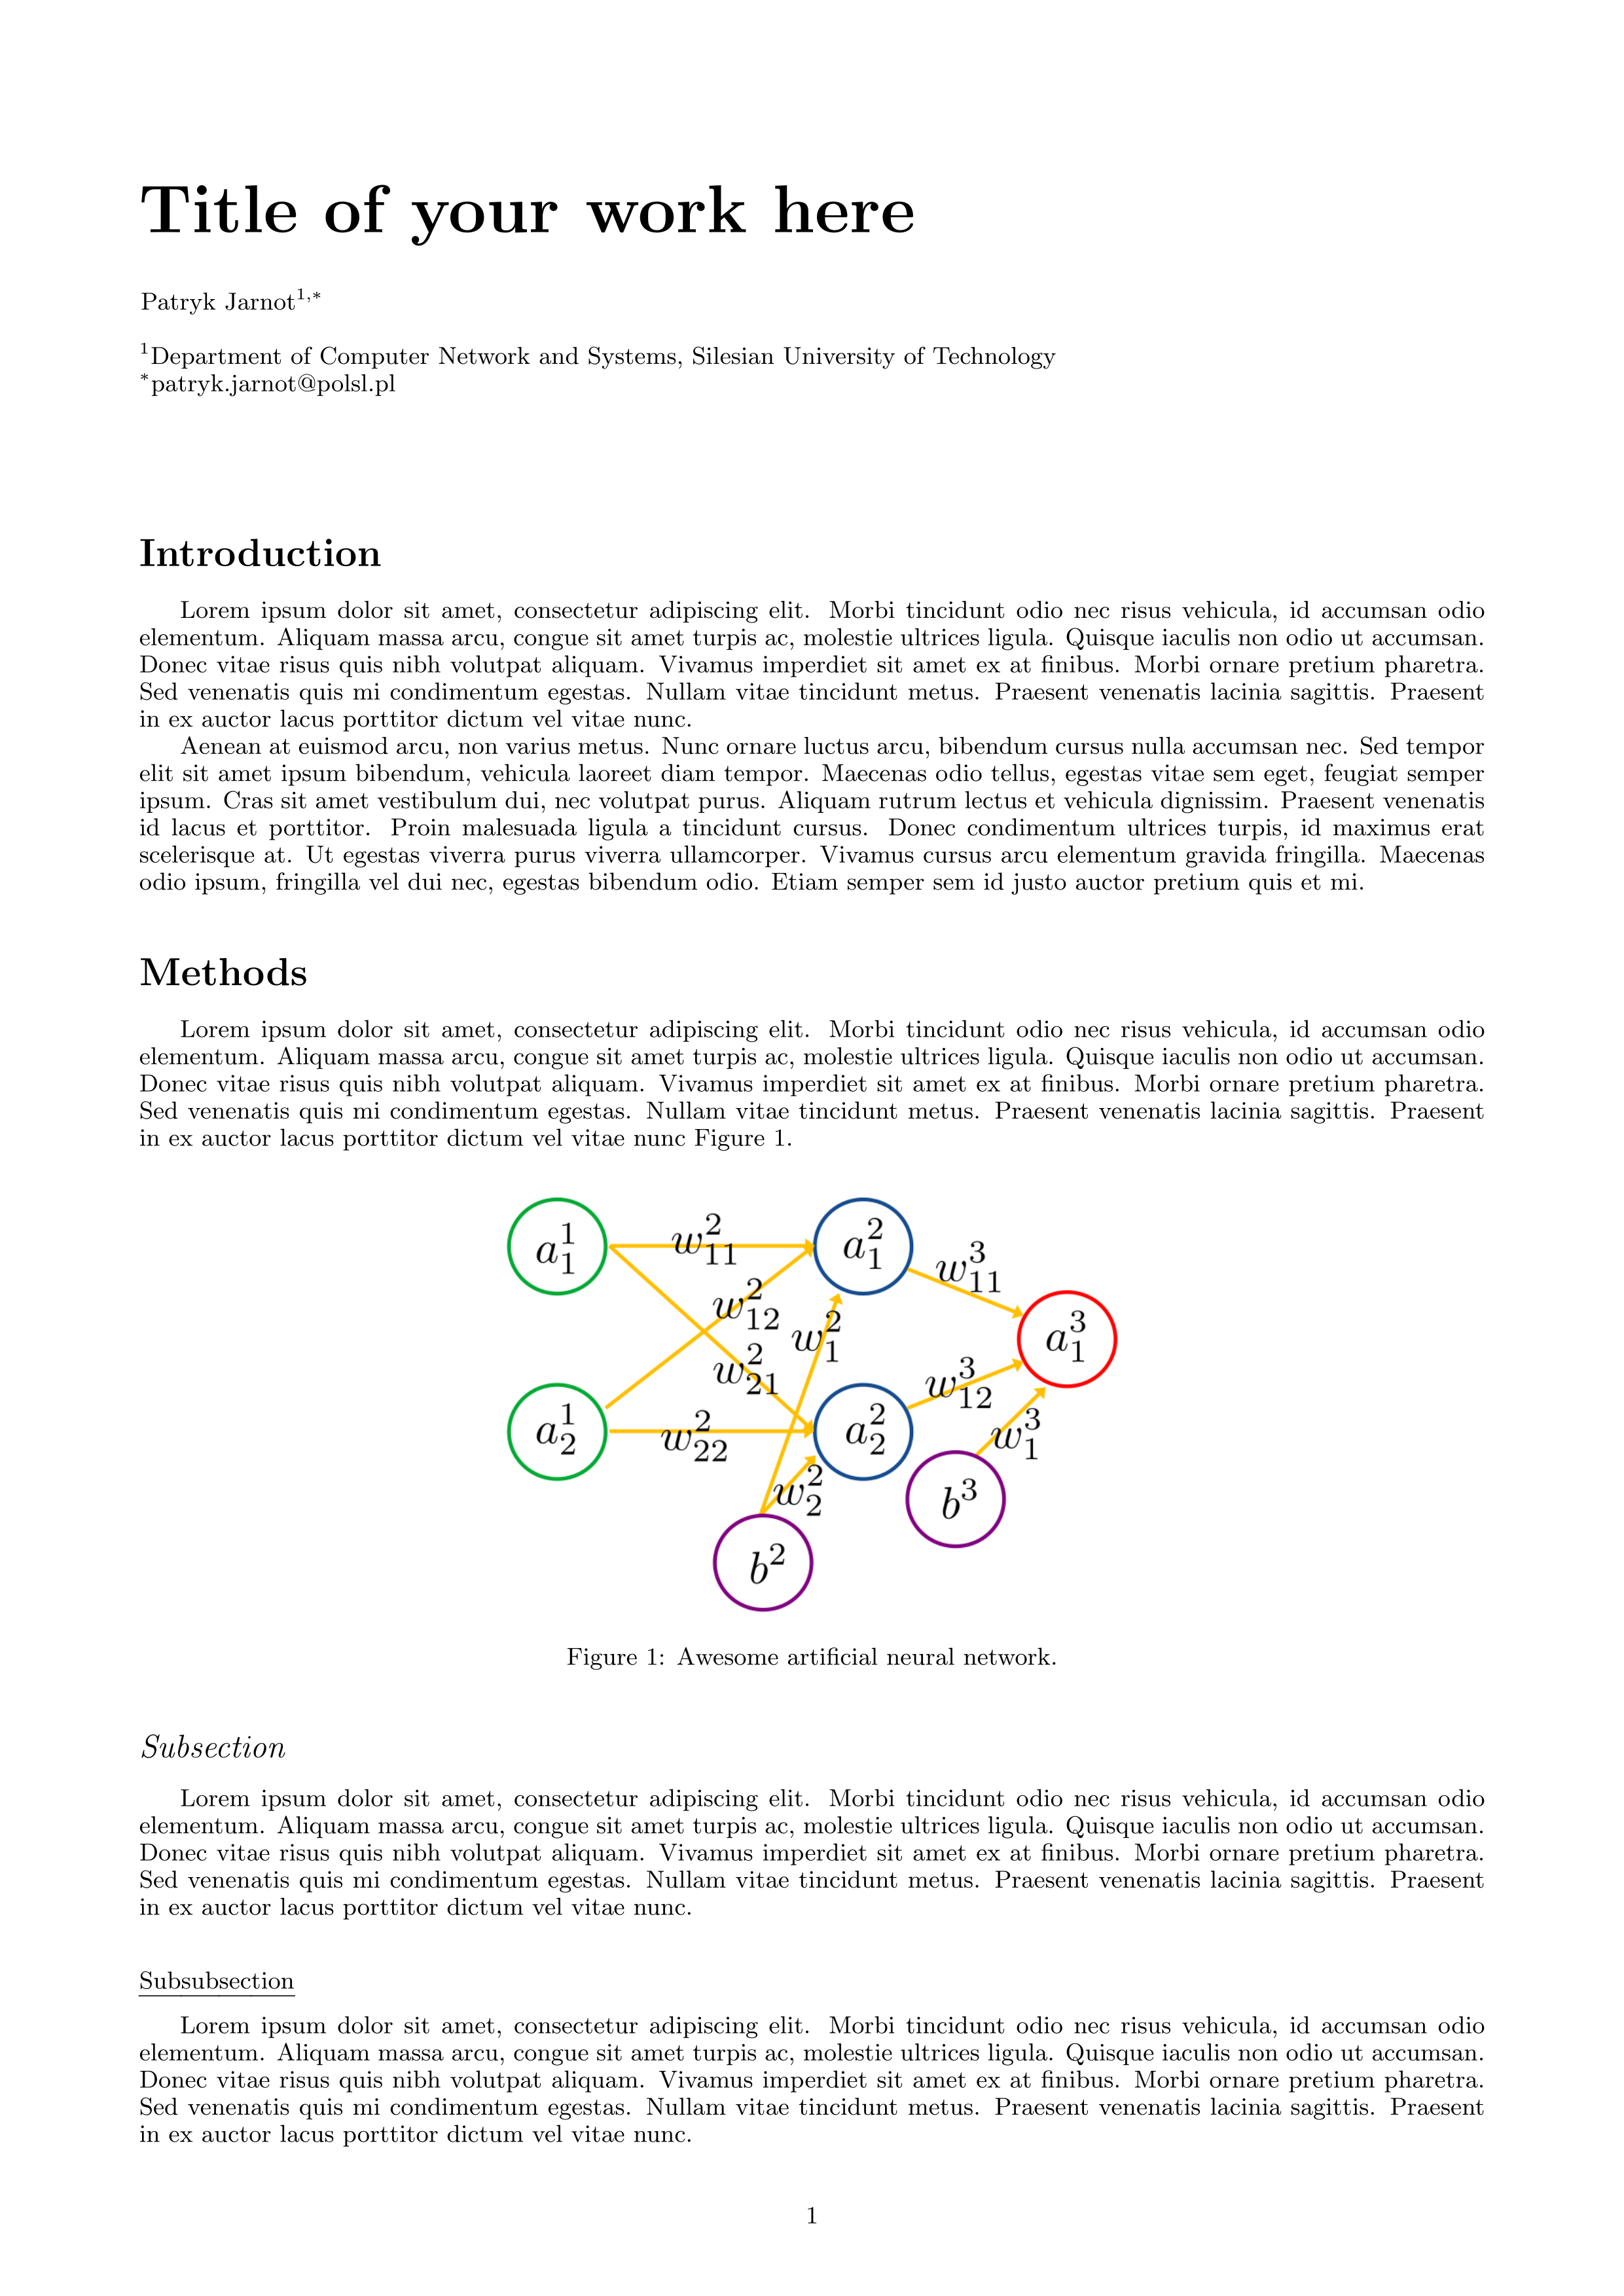 Title of your work here
Patryk Jarnot¹,*
¹Department of Computer Network and Systems, Silesian University of Technology
*patryk.jarnot@polsl.pl
Introduction
Lorem ipsum dolor sit amet, consectetur adipiscing elit. Morbi tincidunt odio nec risus vehicula, id accumsan odio
elementum. Aliquam massa arcu, congue sit amet turpis ac, molestie ultrices ligula. Quisque iaculis non odio ut accumsan.
Donec vitae risus quis nibh volutpat aliquam. Vivamus imperdiet sit amet ex at finibus. Morbi ornare pretium pharetra.
Sed venenatis quis mi condimentum egestas. Nullam vitae tincidunt metus. Praesent venenatis lacinia sagittis. Praesent
in ex auctor lacus porttitor dictum vel vitae nunc.
Aenean at euismod arcu, non varius metus. Nunc ornare luctus arcu, bibendum cursus nulla accumsan nec. Sed tempor
elit sit amet ipsum bibendum, vehicula laoreet diam tempor. Maecenas odio tellus, egestas vitae sem eget, feugiat semper
ipsum. Cras sit amet vestibulum dui, nec volutpat purus. Aliquam rutrum lectus et vehicula dignissim. Praesent venenatis
id lacus et porttitor. Proin malesuada ligula a tincidunt cursus. Donec condimentum ultrices turpis, id maximus erat
scelerisque at. Ut egestas viverra purus viverra ullamcorper. Vivamus cursus arcu elementum gravida fringilla. Maecenas
odio ipsum, fringilla vel dui nec, egestas bibendum odio. Etiam semper sem id justo auctor pretium quis et mi.
Methods
Lorem ipsum dolor sit amet, consectetur adipiscing elit. Morbi tincidunt odio nec risus vehicula, id accumsan odio
elementum. Aliquam massa arcu, congue sit amet turpis ac, molestie ultrices ligula. Quisque iaculis non odio ut accumsan.
Donec vitae risus quis nibh volutpat aliquam. Vivamus imperdiet sit amet ex at finibus. Morbi ornare pretium pharetra.
Sed venenatis quis mi condimentum egestas. Nullam vitae tincidunt metus. Praesent venenatis lacinia sagittis. Praesent
in ex auctor lacus porttitor dictum vel vitae nunc Figure 1.
a_1^1 w_{11}^2 a_1^2
w_{11}^3
w_{12}^2
w_1^2 a_1^3
w_{21}^2 w_{12}^3
a_2^1 w_{22}^2 a_2^2 w_1^3
w_2^2 b^3
b^2
Figure 1: Awesome artificial neural network.
Subsection
Lorem ipsum dolor sit amet, consectetur adipiscing elit. Morbi tincidunt odio nec risus vehicula, id accumsan odio
elementum. Aliquam massa arcu, congue sit amet turpis ac, molestie ultrices ligula. Quisque iaculis non odio ut accumsan.
Donec vitae risus quis nibh volutpat aliquam. Vivamus imperdiet sit amet ex at finibus. Morbi ornare pretium pharetra.
Sed venenatis quis mi condimentum egestas. Nullam vitae tincidunt metus. Praesent venenatis lacinia sagittis. Praesent
in ex auctor lacus porttitor dictum vel vitae nunc.
Subsubsection
Lorem ipsum dolor sit amet, consectetur adipiscing elit. Morbi tincidunt odio nec risus vehicula, id accumsan odio
elementum. Aliquam massa arcu, congue sit amet turpis ac, molestie ultrices ligula. Quisque iaculis non odio ut accumsan.
Donec vitae risus quis nibh volutpat aliquam. Vivamus imperdiet sit amet ex at finibus. Morbi ornare pretium pharetra.
Sed venenatis quis mi condimentum egestas. Nullam vitae tincidunt metus. Praesent venenatis lacinia sagittis. Praesent
in ex auctor lacus porttitor dictum vel vitae nunc.
1